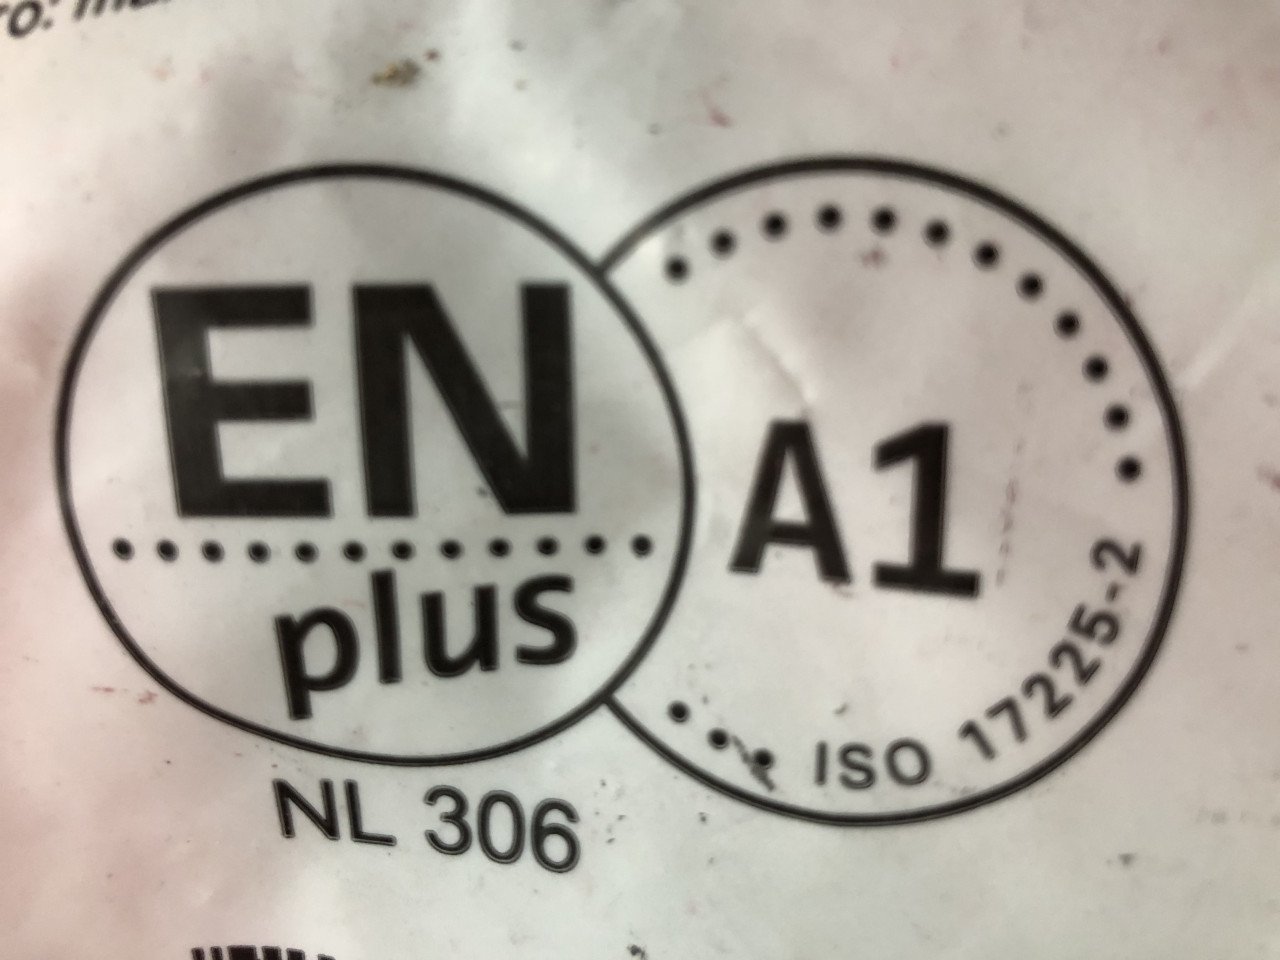 EN
plus
A1
ISO 17225-2
NL 306